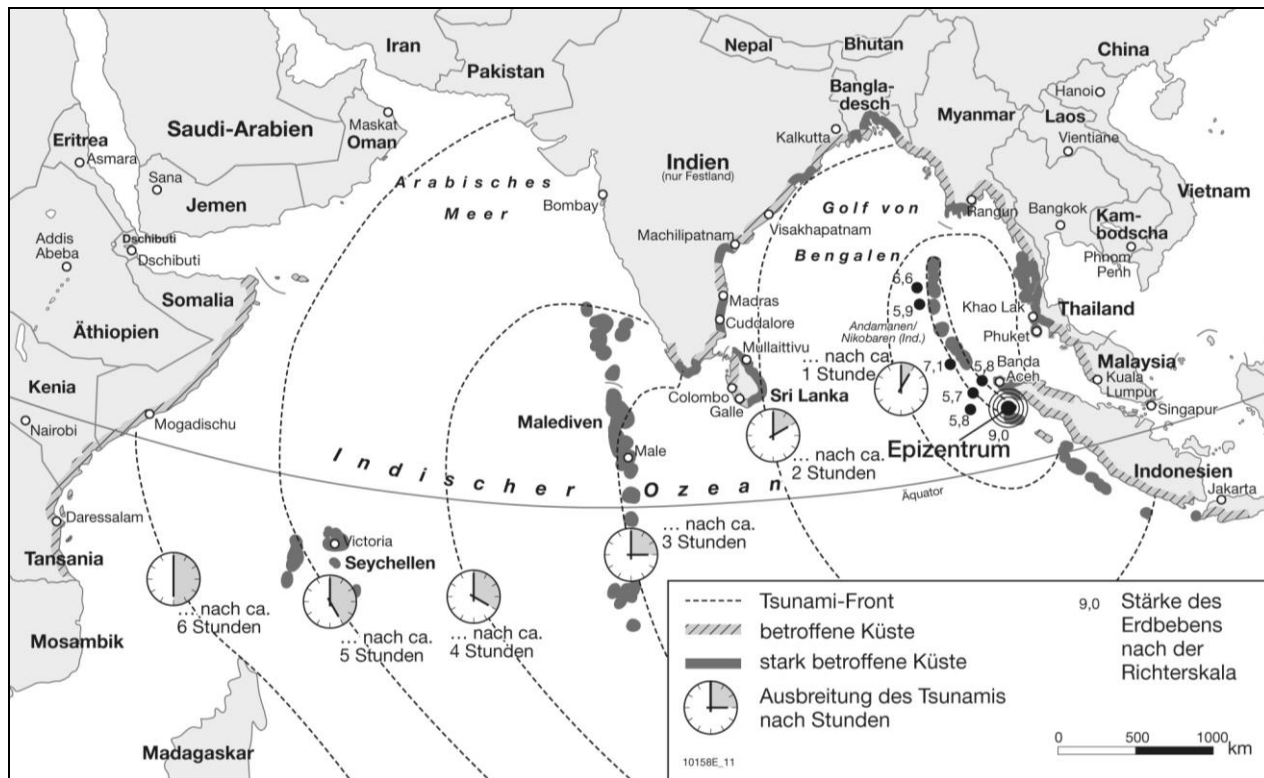 Iran
Pakistan
Nepal
Bhutan
China
Hanoi
Bangla-
desch
Myanmar
Laos
Vientiane
Vietnam
Maskat
Oman
Saudi-Arabien
Eritrea
Asmara
Sana
Jemen
Kalkutta
Indien
(nur Festland)
Arabisches
Meer
Bombay
Golf von
Bengalen
Rangun
Bangkok
Kam-
bodscha
Phnom
Penh
Visakhapatnam
Machilipatnam
Addis
Abeba
Dschibuti
Dschibuti
Somalia
Äthiopien
Madras
Cuddalore
Mullaittivu
6,6
5,9
Andamanen/
Nikobaren (Ind.)
Khao Lak
Thailand
Phuket
Malaysia
Kuala
Lumpur
Singapur
... nach ca.
1 Stunde
7,1
5,8
Banda
Aceh
5,7
5,8
9,0
Epizentrum
Colombo
Galle
Sri Lanka
... nach ca.
2 Stunden
Kenia
Nairobi
Mogadischu
Malediven
Male
Indischer Ozean
Äquator
Indonesien
Jakarta
Daressalam
Tansania
Victoria
Seychellen
... nach ca.
3 Stunden
... nach ca.
4 Stunden
... nach ca.
5 Stunden
... nach ca.
6 Stunden
Mosambik
Madagaskar
Tsunami-Front
betroffene Küste
stark betroffene Küste
Ausbreitung des Tsunamis
nach Stunden
9,0 Stärke des
Erdbebens
nach der
Richterskala
10158E_11
0 500 1000 km